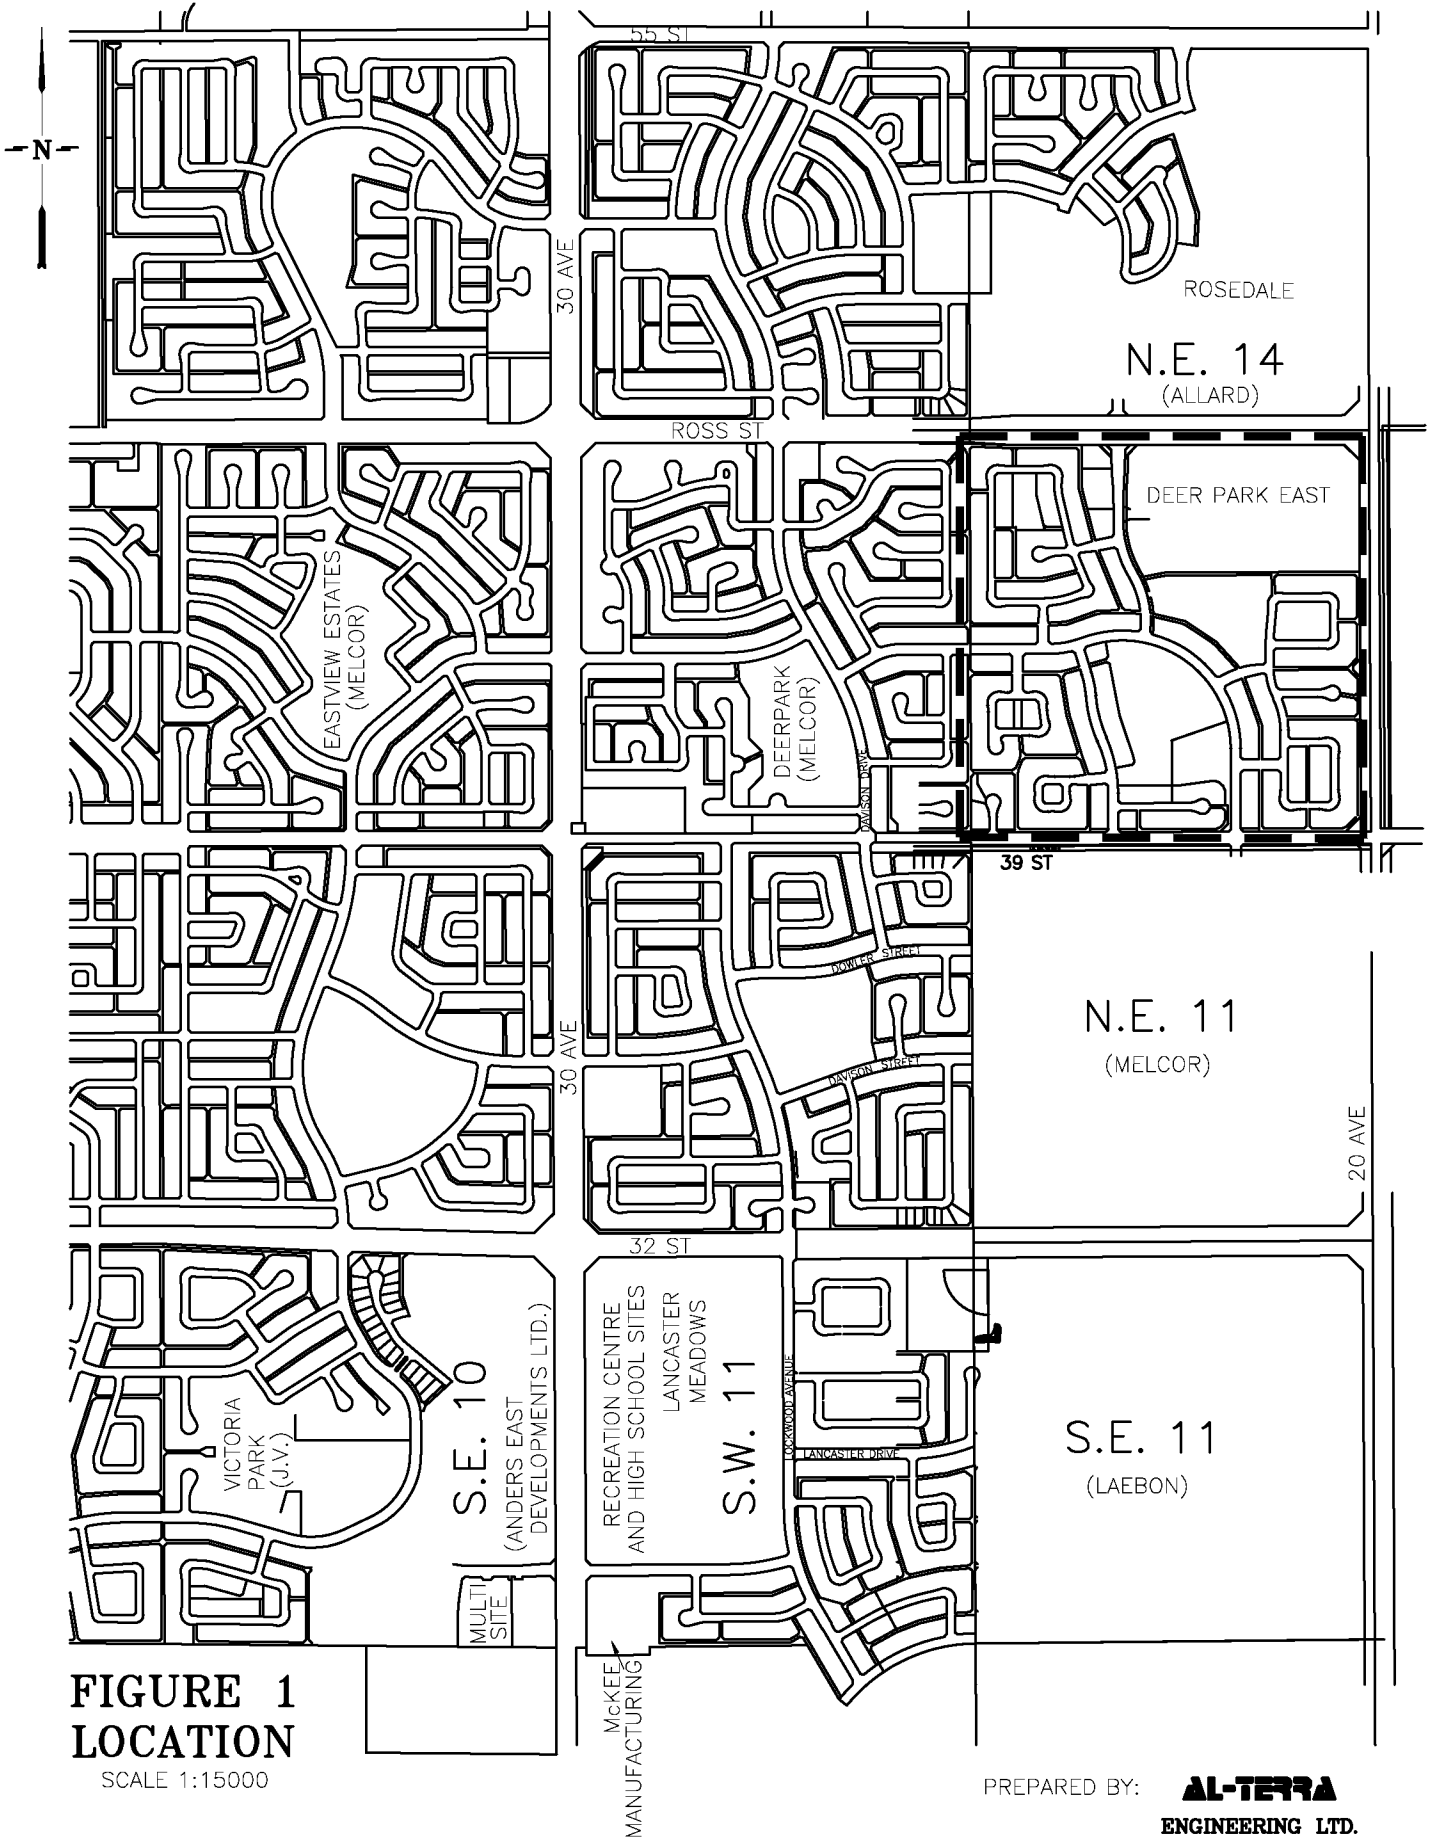 55 ST
N
30 AVE
ROSEDALE
N.E. 14
(ALLARD)
ROSS ST
DEER PARK EAST
EASTVIEW ESTATES
(MELCOR)
DEERPARK
(MELCOR)
DAVISON DRIVE
39 ST
DOWLER STREET
N.E. 11
(MELCOR)
30 AVE
DAVISON STREET
20 AVE
32 ST
RECREATION CENTRE
AND HIGH SCHOOL SITES
LANCASTER
MEADOWS
S.W. 11
LOCKWOOD AVENUE
LANCASTER DRIVE
S.E. 10
(ANDERS EAST
DEVELOPMENTS LTD.)
VICTORIA
PARK
(J.V.)
S.E. 11
(LAEBON)
MULTI
SITE
McKEE
MANUFACTURING
FIGURE 1
LOCATION
SCALE 1:15000
PREPARED BY:
AL-TERRA
ENGINEERING LTD.